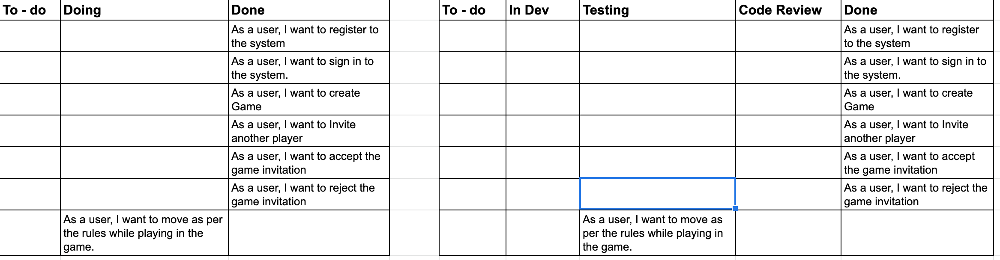 To - do Doing Done To - do In Dev Testing Code Review Done
As a user, I want to register to
the system
As a user, I want to register
to the system
As a user, I want to sign in to
the system.
As a user, I want to sign in to
the system.
As a user, I want to create
Game
As a user, I want to create
Game
As a user, I want to Invite
another player
As a user, I want to Invite
another player
As a user, I want to accept the
game invitation
As a user, I want to accept
the game invitation
As a user, I want to reject the
game invitation
As a user, I want to reject the
game invitation
As a user, I want to move as per
the rules while playing in the
game.
As a user, I want to move as
per the rules while playing in
the game.